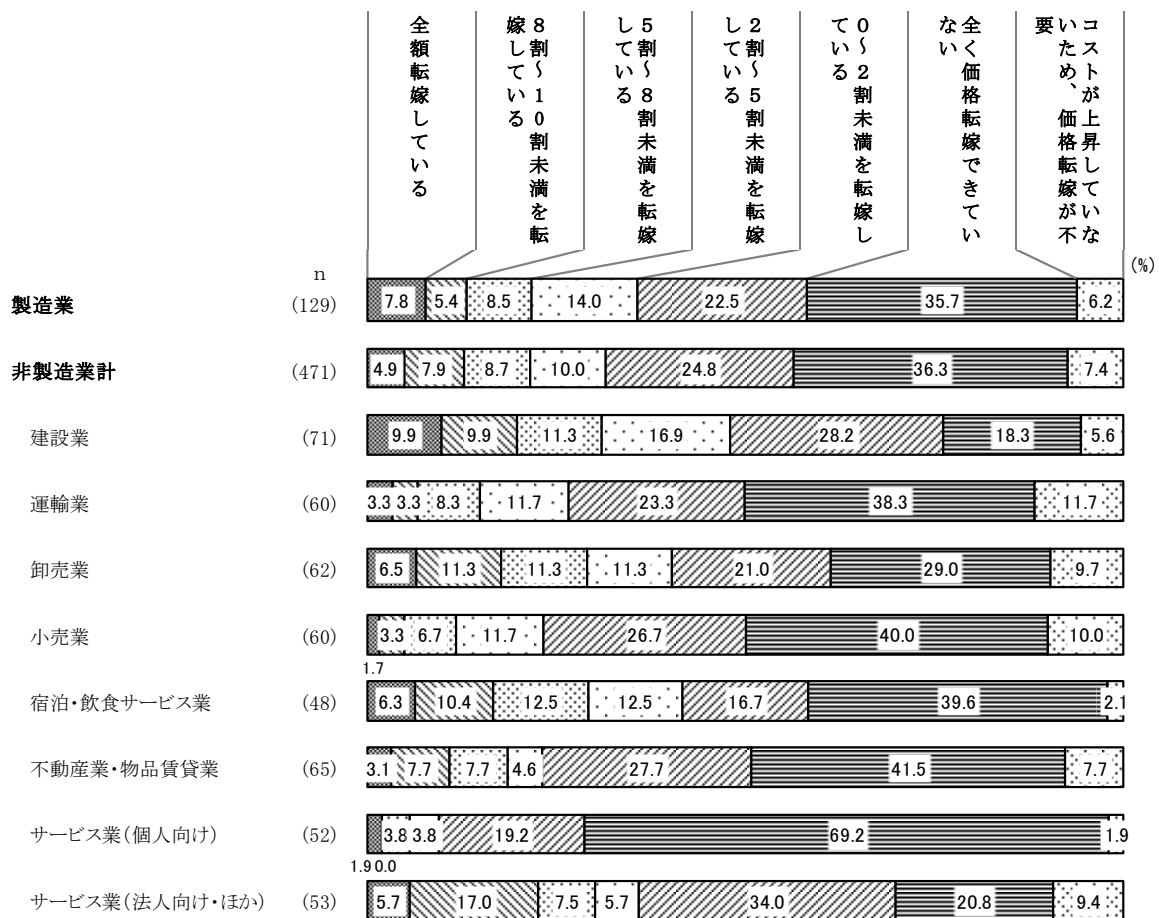 全額転嫁している
8割～10割未満を転
嫁している
5割～8割未満を転嫁
している
2割～5割未満を転嫁
している
0～2割未満を転嫁し
ている
全く価格転嫁できてい
ない
コストが上昇していな
いため、価格転嫁が不
要
n
(%)
製造業 (129) 7.8 5.4 8.5 14.0 22.5 35.7 6.2
非製造業計 (471) 4.9 7.9 8.7 10.0 24.8 36.3 7.4
建設業 (71) 9.9 9.9 11.3 16.9 28.2 18.3 5.6
運輸業 (60) 3.3 3.3 8.3 11.7 23.3 38.3 11.7
卸売業 (62) 6.5 11.3 11.3 11.3 21.0 29.0 9.7
小売業 (60) 3.3 6.7 11.7 26.7 40.0 10.0
1.7
宿泊・飲食サービス業 (48) 6.3 10.4 12.5 12.5 16.7 39.6 2.1
不動産業・物品賃貸業 (65) 3.1 7.7 7.7 4.6 27.7 41.5 7.7
サービス業(個人向け) (52) 3.8 3.8 19.2 69.2 1.9
1.9 0.0
サービス業(法人向け・ほか) (53) 5.7 17.0 7.5 5.7 34.0 20.8 9.4